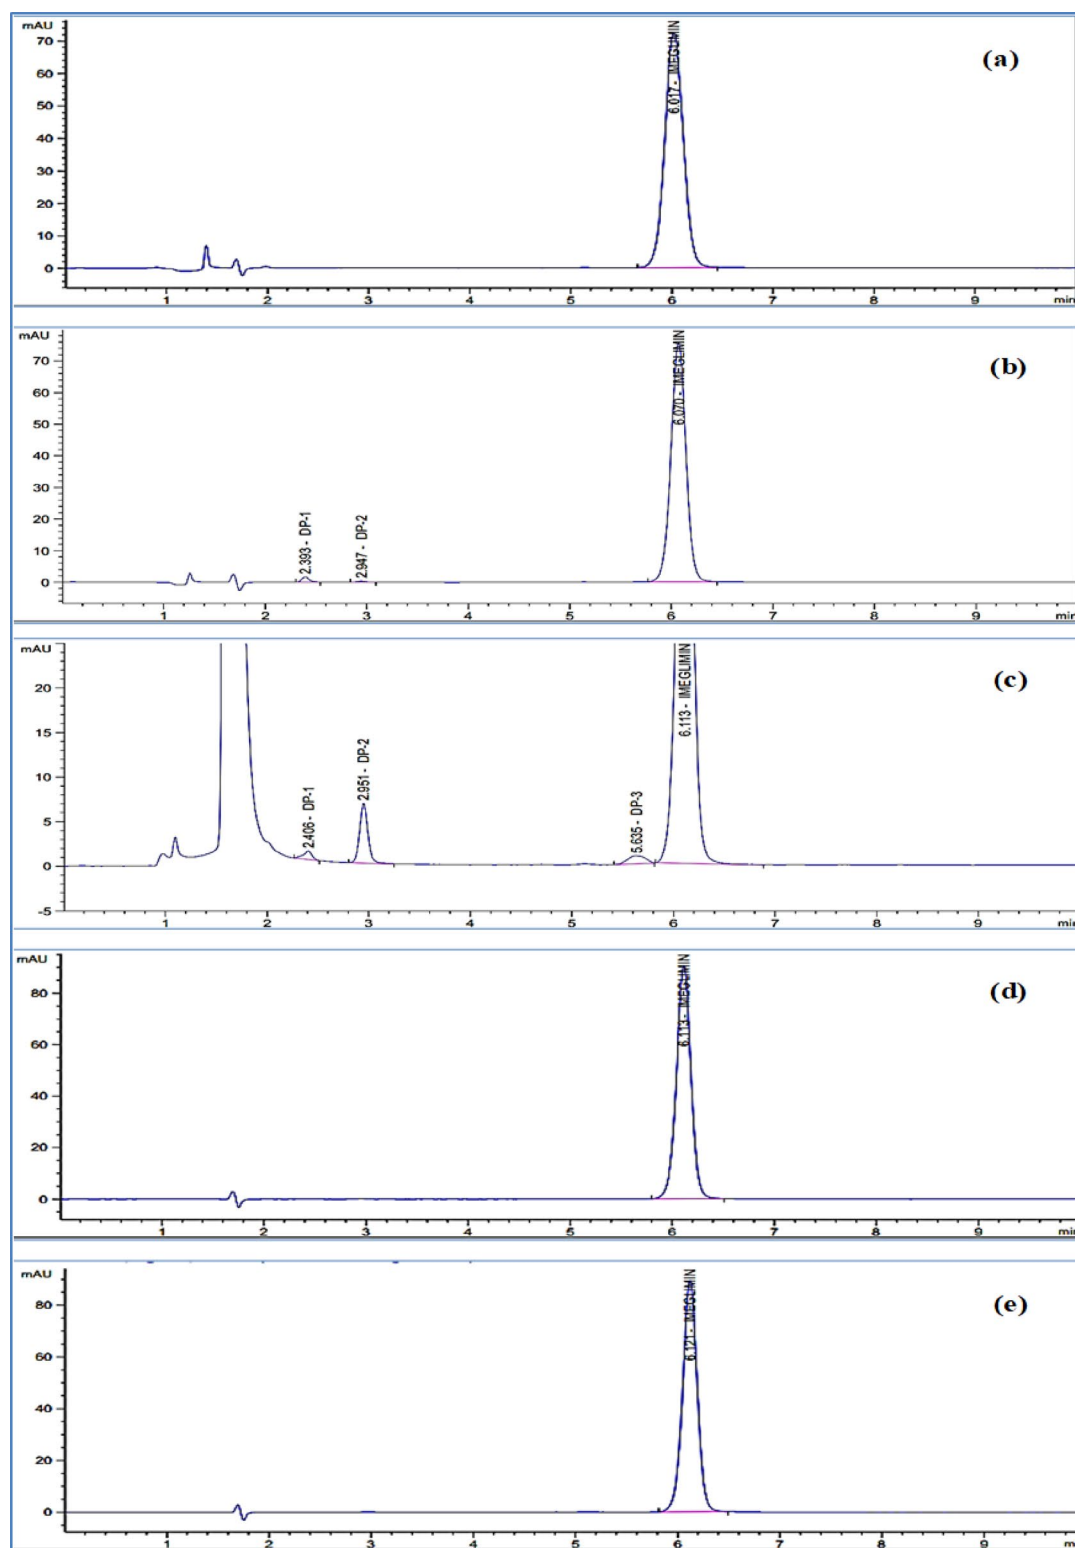 mAU
70
60
50
40
30
20
10
0
6.017 - IMEGLIMIN
(a)
1 2 3 4 5 6 7 8 9 min
mAU
70
60
50
40
30
20
10
0
2.393 - DP-1
2.947 - DP-2
6.070 - IMEGLIMIN
(b)
1 2 3 4 5 6 7 8 9 min
mAU
20
15
10
5
0
-5
2.406 - DP-1
2.951 - DP-2
5.635 - DP-3
6.113 - IMEGLIMIN
(c)
1 2 3 4 5 6 7 8 9 min
mAU
80
60
40
20
0
6.113 - IMEGLIMIN
(d)
1 2 3 4 5 6 7 8 9 min
mAU
80
60
40
20
0
6.121 - IMEGLIMIN
(e)
1 2 3 4 5 6 7 8 9 min